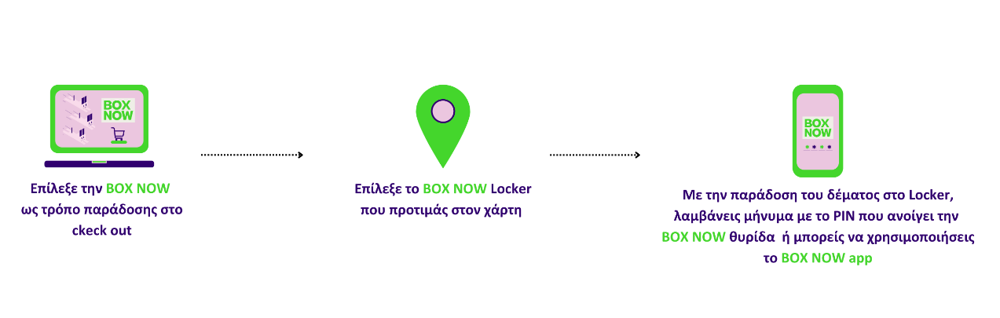 BOX
NOW
Επίλεξε την BOX NOW
ως τρόπο παράδοσης στο
ckeck out
Επίλεξε το BOX NOW Locker
που προτιμάς στον χάρτη
BOX
NOW
* * * *
Με την παράδοση του δέματος στο Locker,
λαμβάνεις μήνυμα με το PIN που ανοίγει την
BOX NOW θυρίδα ή μπορείς να χρησιμοποιήσεις
το BOX NOW app